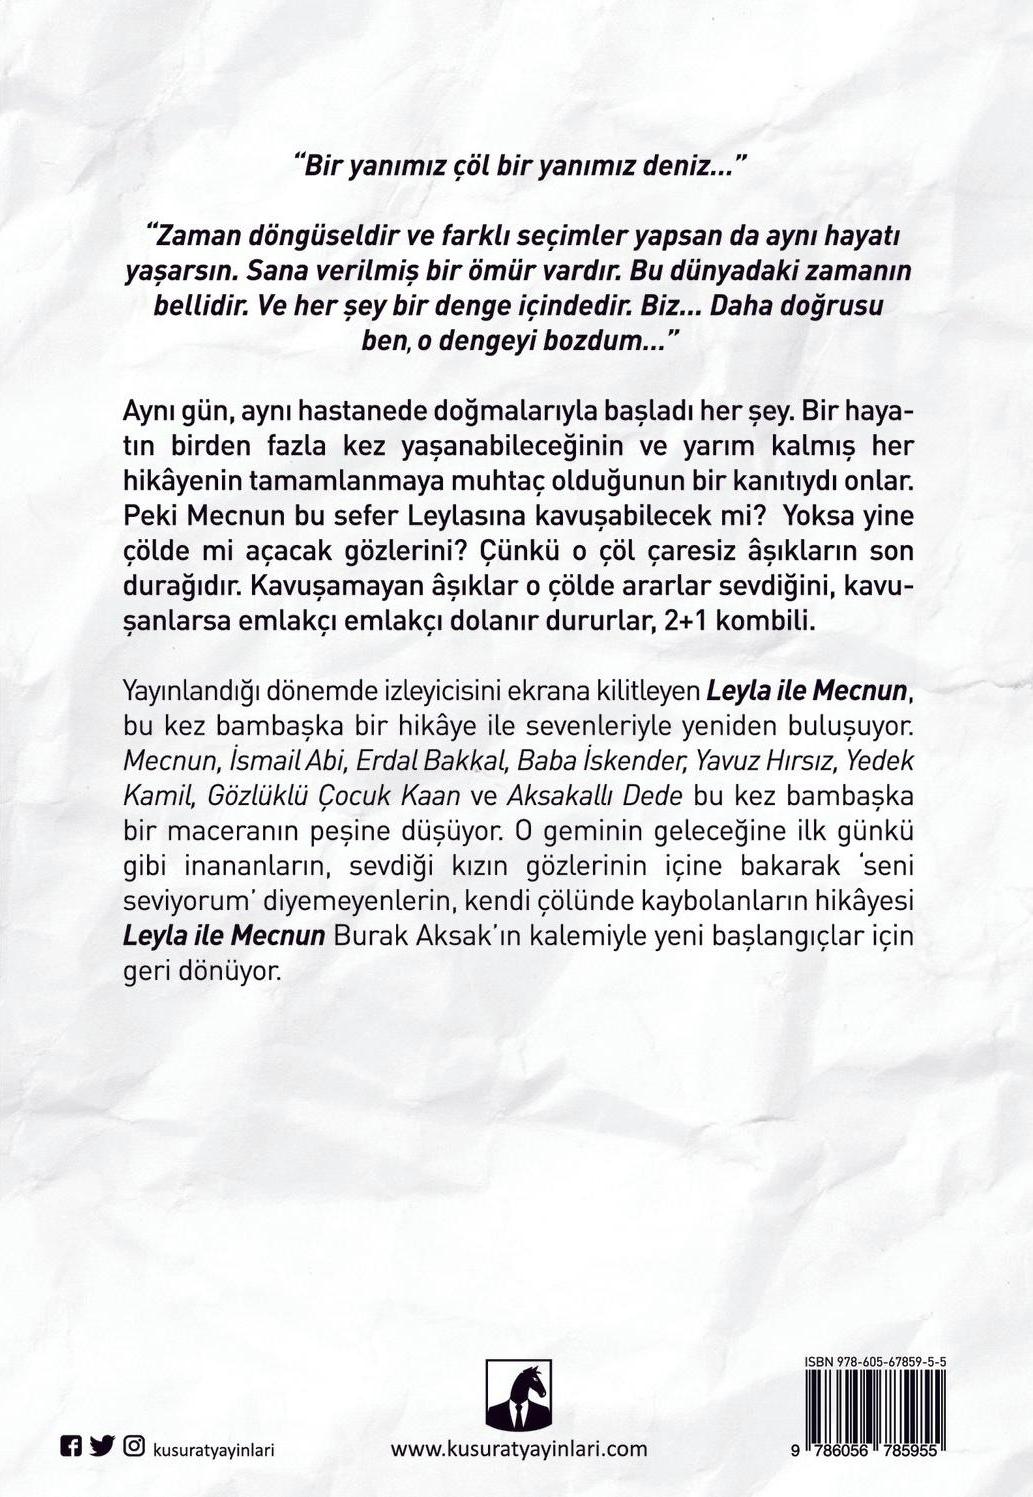 “Bir yanımız çöl bir yanımız deniz...”
“Zaman döngüseldir ve farklı seçimler yapsan da aynı hayatı
yaşarsın. Sana verilmiş bir ömür vardır. Bu dünyadaki zamanın
bellidir. Ve her şey bir denge içindedir. Biz... Daha doğrusu
ben, o dengeyi bozdum...”
Aynı gün, aynı hastanede doğmalarıyla başladı her şey. Bir haya-
tın birden fazla kez yaşanabileceğinin ve yarım kalmış her
hikâyenin tamamlanmaya muhtaç olduğunun bir kanıtıydı onlar.
Peki Mecnun bu sefer Leylasına kavuşabilecek mi? Yoksa yine
çölde mi açacak gözlerini? Çünkü o çöl çaresiz âşıkların son
durağıdır. Kavuşamayan âşıklar o çölde ararlar sevdiğini, kavu-
şanlarsa emlakçı emlakçı dolanır dururlar, 2+1 kombili.
Yayınlandığı dönemde izleyicisini ekrana kilitleyen Leyla ile Mecnun,
bu kez bambaşka bir hikâye ile sevenleriyle yeniden buluşuyor.
Mecnun, İsmail Abi, Erdal Bakkal, Baba İskender, Yavuz Hırsız, Yedek
Kamil, Gözlüklü Çocuk Kaan ve Aksakallı Dede bu kez bambaşka
bir maceranın peşine düşüyor. O geminin geleceğine ilk günkü
gibi inananların, sevdiği kızın gözlerinin içine bakarak ‘seni
seviyorum’ diyemeyenlerin, kendi çölünde kaybolanların hikâyesi
Leyla ile Mecnun Burak Aksak’ın kalemiyle yeni başlangıçlar için
geri dönüyor.
ISBN 978-605-67859-5-5
9 786056 785955
kusuratyayinlari
www.kusuratyayinlari.com